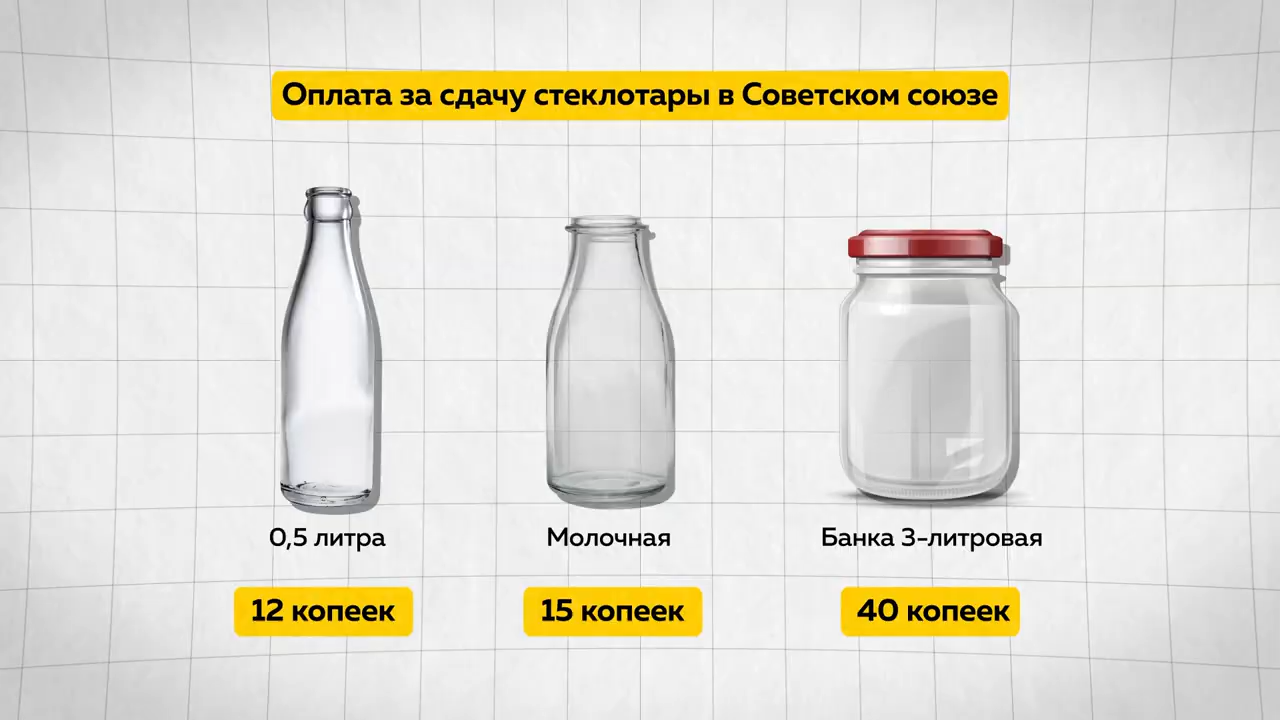 Оплата за сдачу стеклотары в Советском союзе
0,5 литра
Молочная
Банка 3-литровая
12 копеек
15 копеек
40 копеек